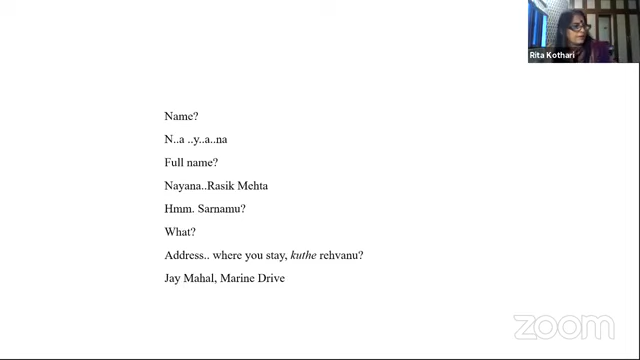 Rita Kothari
Name?
N..a ..y..a..na
Full name?
Nayana..Rasik Mehta
Hmm. Sarnamu?
What?
Address.. where you stay, kuthe rehvanu?
Jay Mahal, Marine Drive
zoom